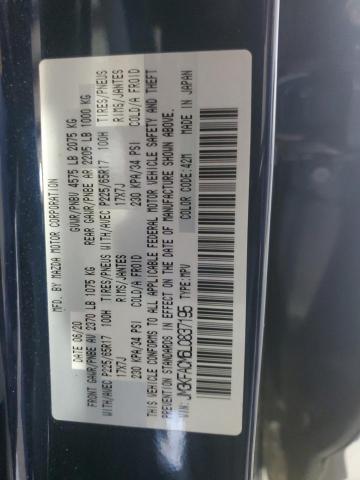 MFD. BY MAZDA MOTOR CORPORATION
DATE 06/20 GVWR/PNBV 4575 LB 2075 KG
FRONT GAWR/PNBE AV 2370 LB 1075 KG REAR GAWR/PNBE AR 2205 LB 1000 KG
TIRES/PNEUS WITH/AVEC P225/65R17 100H TIRES/PNEUS WITH/AVEC P225/65R17 100H
RIMS/JANTES 17X7J RIMS/JANTES 17X7J
COLD/A FROID 230 KPA/34 PSI COLD/A FROID 230 KPA/34 PSI
THIS VEHICLE CONFORMS TO ALL APPLICABLE FEDERAL MOTOR VEHICLE SAFETY AND THEFT
PREVENTION STANDARDS IN EFFECT ON THE DATE OF MANUFACTURE SHOWN ABOVE.
VIN: JM3KFACM6L0837195 COLOR CODE:42M MADE IN JAPAN